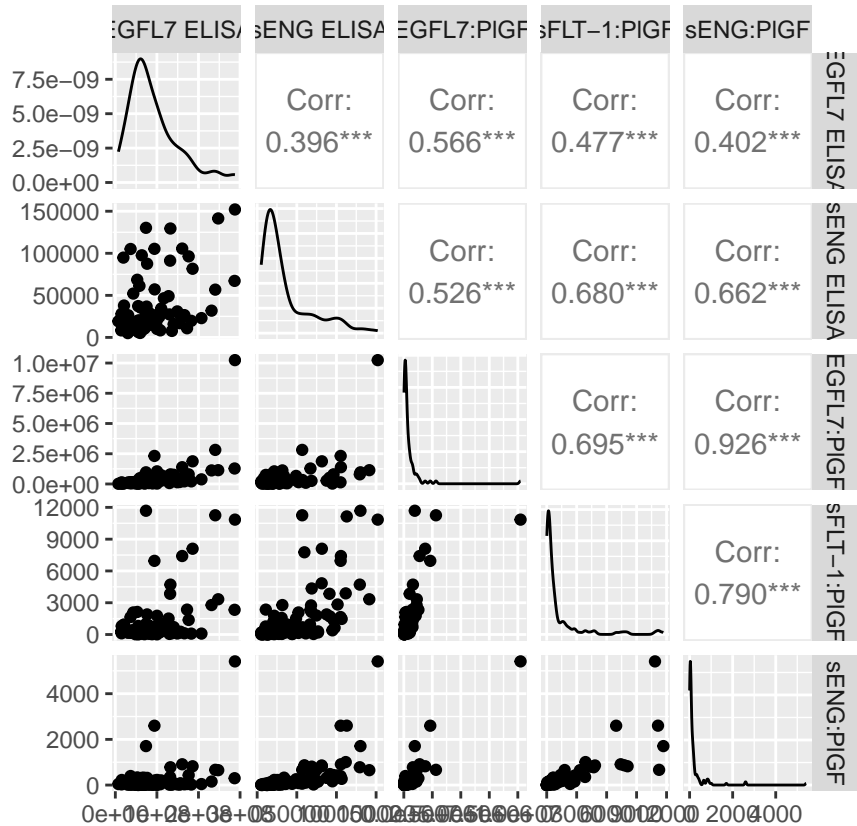 EGFL7 ELISA sENG ELISA EGFL7:PlGF sFLT−1:PlGF sENG:PlGF
7.5e−09
5.0e−09
2.5e−09
0.0e+00
Corr:
0.396***
Corr:
0.566***
Corr:
0.477***
Corr:
0.402***
EGFL7 ELISA
150000
100000
50000
0
Corr:
0.526***
Corr:
0.680***
Corr:
0.662***
sENG ELISA
1.0e+07
7.5e+06
5.0e+06
2.5e+06
0.0e+00
Corr:
0.695***
Corr:
0.926***
EGFL7:PlGF
12000
9000
6000
3000
0
Corr:
0.790***
sFLT−1:PlGF
4000
2000
0
sENG:PlGF
0 2000 4000